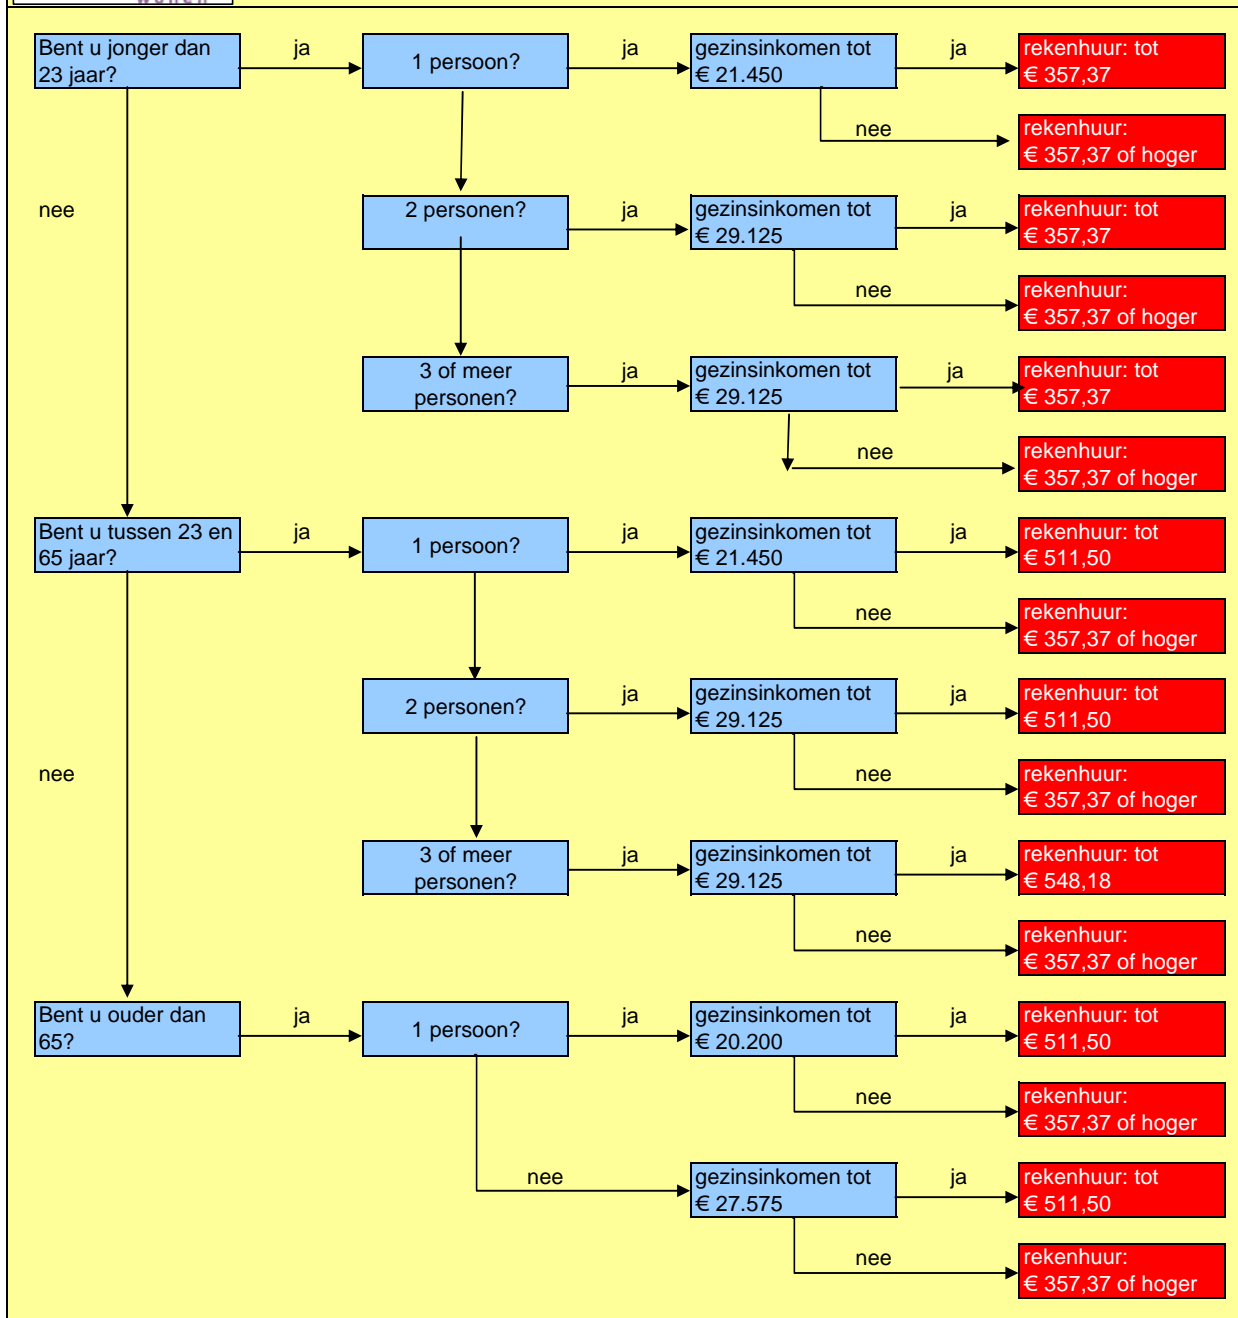 Bent u jonger dan
23 jaar?
ja
1 persoon?
ja
gezinsinkomen tot
€ 21.450
ja
rekenhuur: tot
€ 357,37
nee
rekenhuur:
€ 357,37 of hoger
nee
2 personen?
ja
gezinsinkomen tot
€ 29.125
ja
rekenhuur: tot
€ 357,37
nee
rekenhuur:
€ 357,37 of hoger
3 of meer
personen?
ja
gezinsinkomen tot
€ 29.125
ja
rekenhuur: tot
€ 357,37
nee
rekenhuur:
€ 357,37 of hoger
Bent u tussen 23 en
65 jaar?
ja
1 persoon?
ja
gezinsinkomen tot
€ 21.450
ja
rekenhuur: tot
€ 511,50
nee
rekenhuur:
€ 357,37 of hoger
2 personen?
ja
gezinsinkomen tot
€ 29.125
ja
rekenhuur: tot
€ 511,50
nee
nee
rekenhuur:
€ 357,37 of hoger
3 of meer
personen?
ja
gezinsinkomen tot
€ 29.125
ja
rekenhuur: tot
€ 548,18
nee
rekenhuur:
€ 357,37 of hoger
Bent u ouder dan
65?
ja
1 persoon?
ja
gezinsinkomen tot
€ 20.200
ja
rekenhuur: tot
€ 511,50
nee
rekenhuur:
€ 357,37 of hoger
nee
gezinsinkomen tot
€ 27.575
ja
rekenhuur: tot
€ 511,50
nee
rekenhuur:
€ 357,37 of hoger